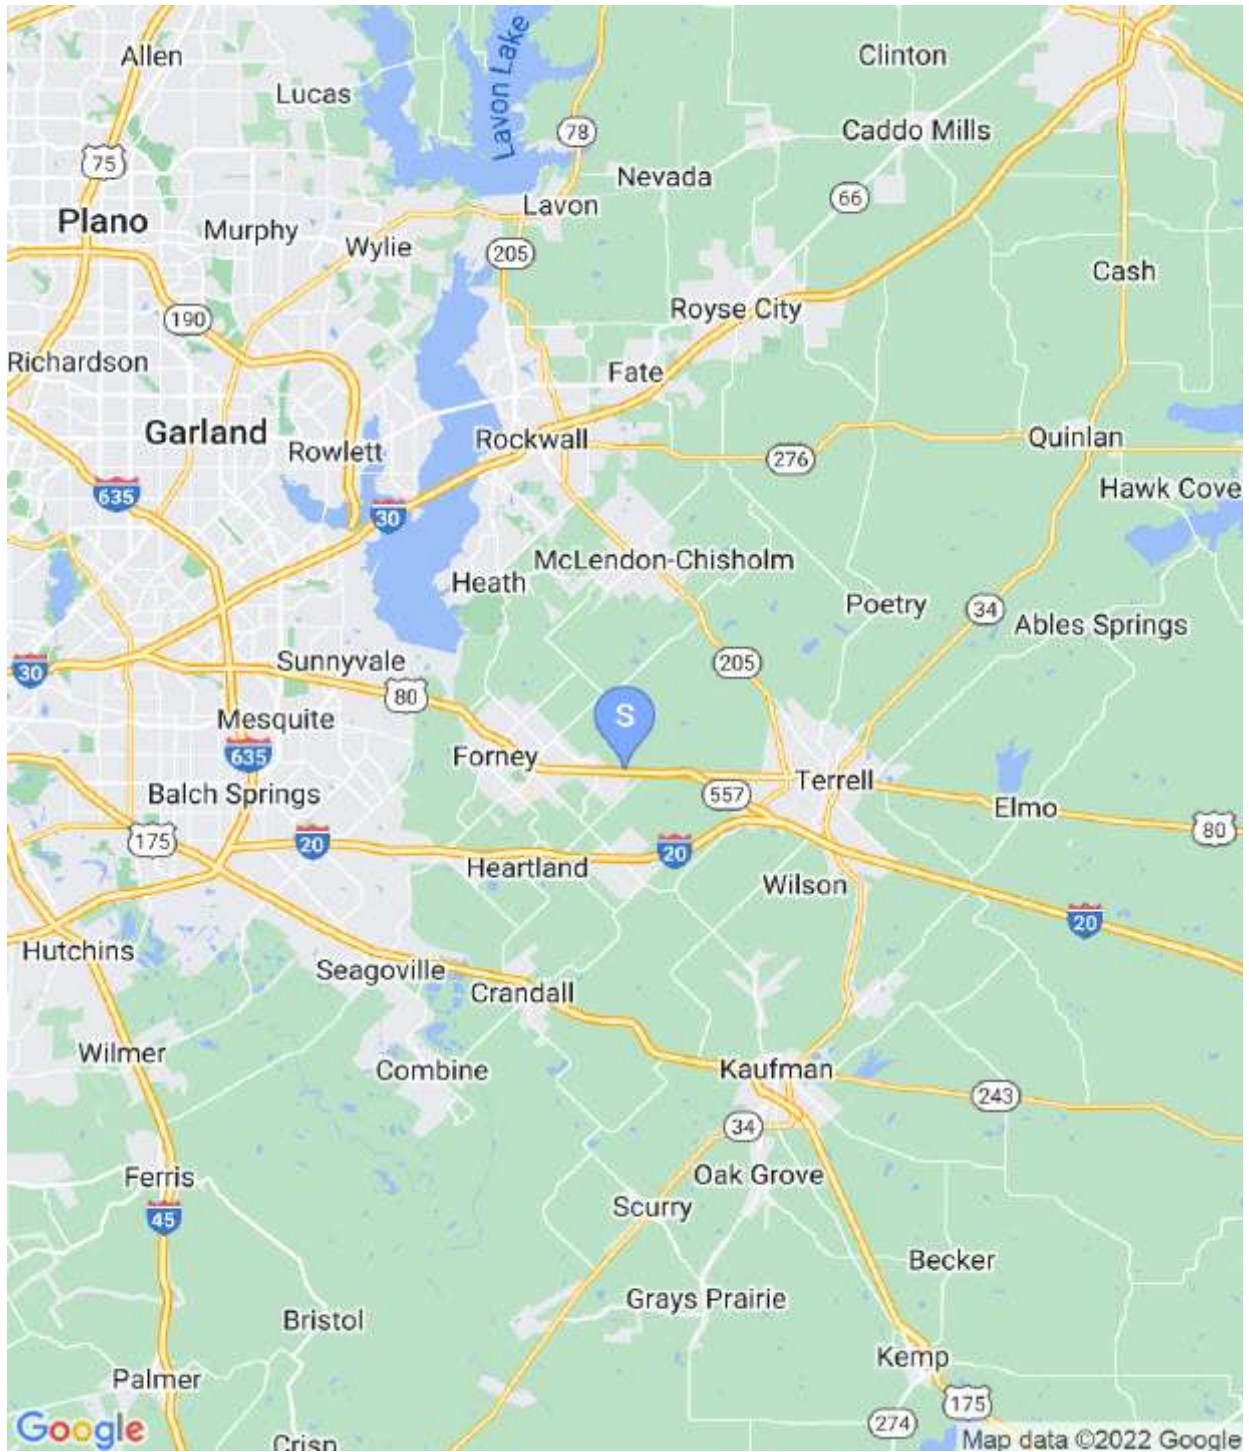 Allen
Clinton
Lucas
Lavon Lake
78
Caddo Mills
75
Nevada
66
Lavon
Plano
Murphy
Wylie
205
Cash
Royse City
190
Richardson
Fate
Garland
Rowlett
Rockwall
Quinlan
276
635
Hawk Cove
30
McLendon-Chisholm
Heath
Poetry
34
Ables Springs
Sunnyvale
205
30
80
S
Mesquite
635
Forney
Terrell
Balch Springs
557
Elmo
175
20
80
Heartland
20
Wilson
20
Hutchins
Seagoville
Crandall
Wilmer
Combine
Kaufman
243
34
Ferris
Oak Grove
Scurry
45
Becker
Grays Prairie
Bristol
Kemp
Palmer
175
Google
274
Crisp
Map data ©2022 Google